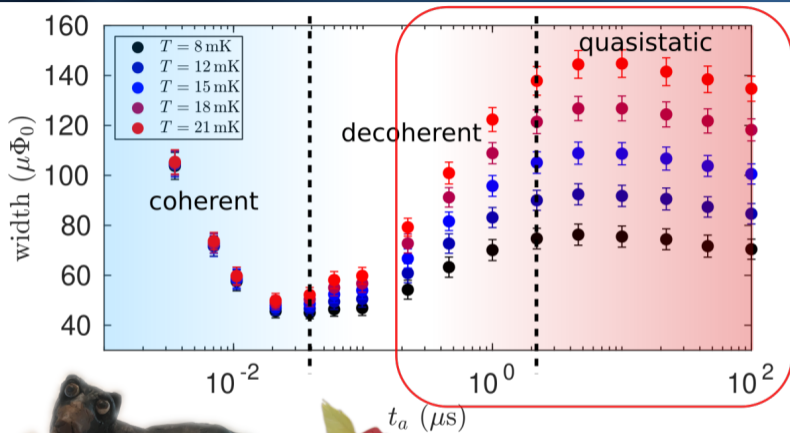 width (μΦ₀)
160
140
120
100
80
60
40
T = 8 mK
T = 12 mK
T = 15 mK
T = 18 mK
T = 21 mK
coherent
decoherent
quasistatic
10⁻²
10⁰
10²
tₐ (μs)